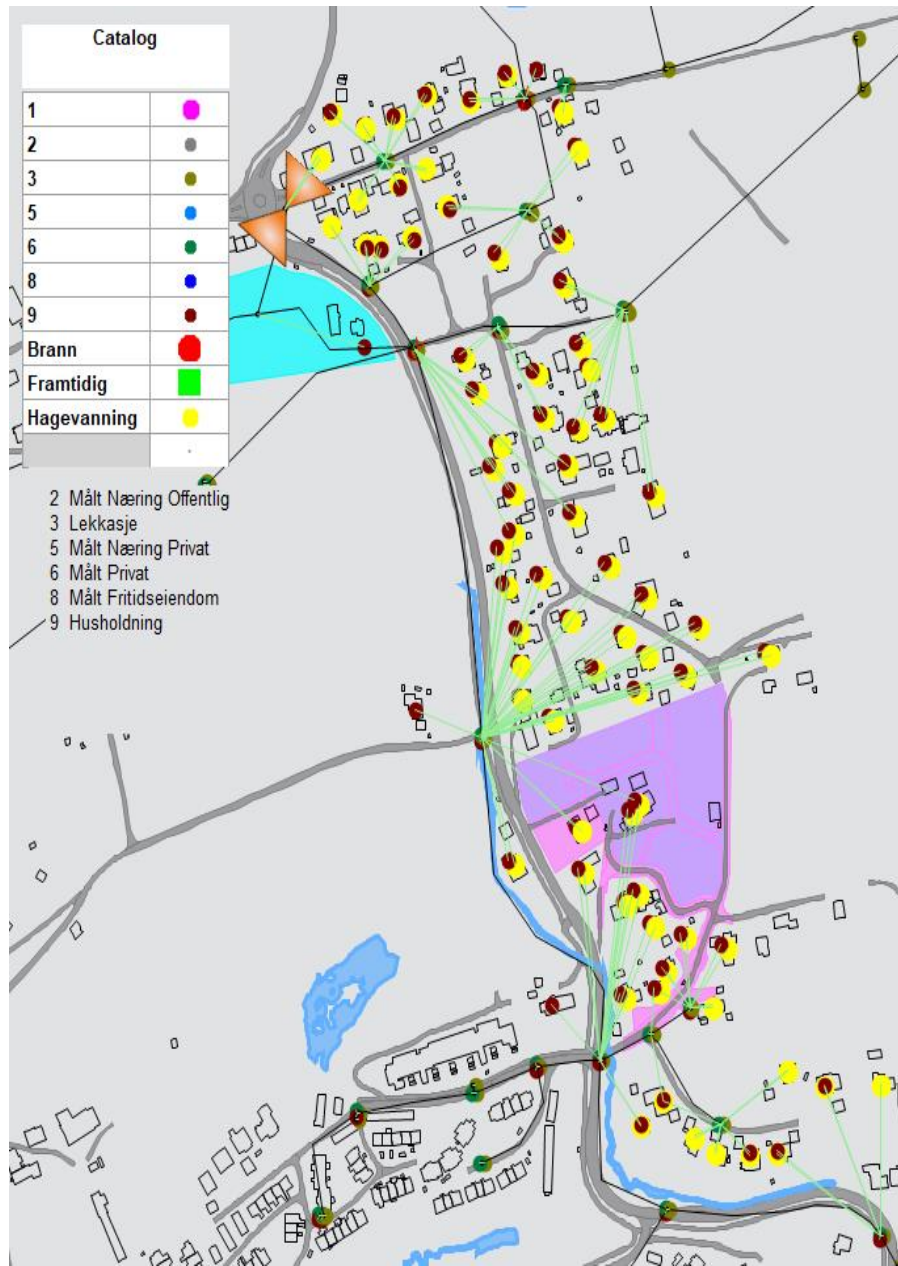 Catalog
1
2
3
5
6
8
9
Brann
Framtidig
Hagevanning
2 Målt Næring Offentlig
3 Lekkasje
5 Målt Næring Privat
6 Målt Privat
8 Målt Fritidseiendom
9 Husholdning